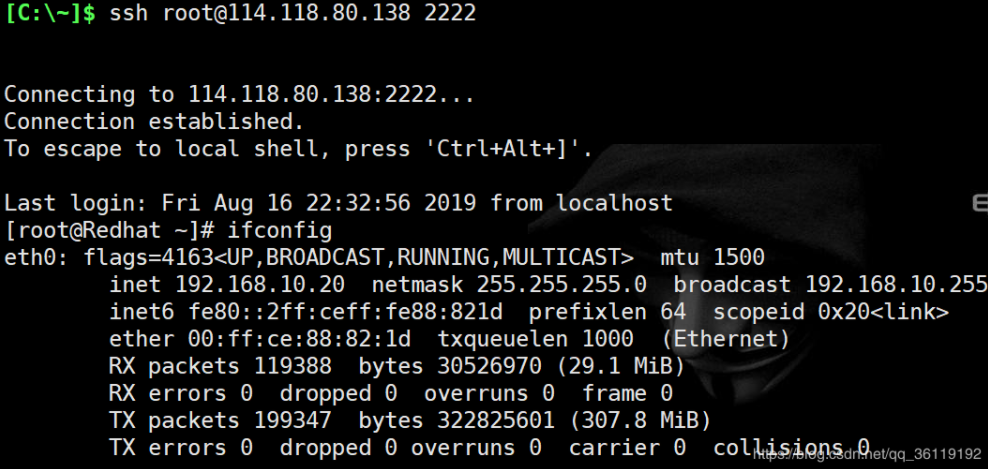 [C:\~]$ ssh root@114.118.80.138 2222
Connecting to 114.118.80.138:2222...
Connection established.
To escape to local shell, press 'Ctrl+Alt+]'.
Last login: Fri Aug 16 22:32:56 2019 from localhost
[root@Redhat ~]# ifconfig
eth0: flags=4163<UP,BROADCAST,RUNNING,MULTICAST>  mtu 1500
        inet 192.168.10.20  netmask 255.255.255.0  broadcast 192.168.10.255
        inet6 fe80::2ff:ceff:fe88:821d  prefixlen 64  scopeid 0x20<link>
        ether 00:ff:ce:88:82:1d  txqueuelen 1000  (Ethernet)
        RX packets 119388  bytes 30526970 (29.1 MiB)
        RX errors 0  dropped 0  overruns 0  frame 0
        TX packets 199347  bytes 322825601 (307.8 MiB)
        TX errors 0  dropped 0 overruns 0  carrier 0  collisions 0
https://blog.csdn.net/qq_36119192